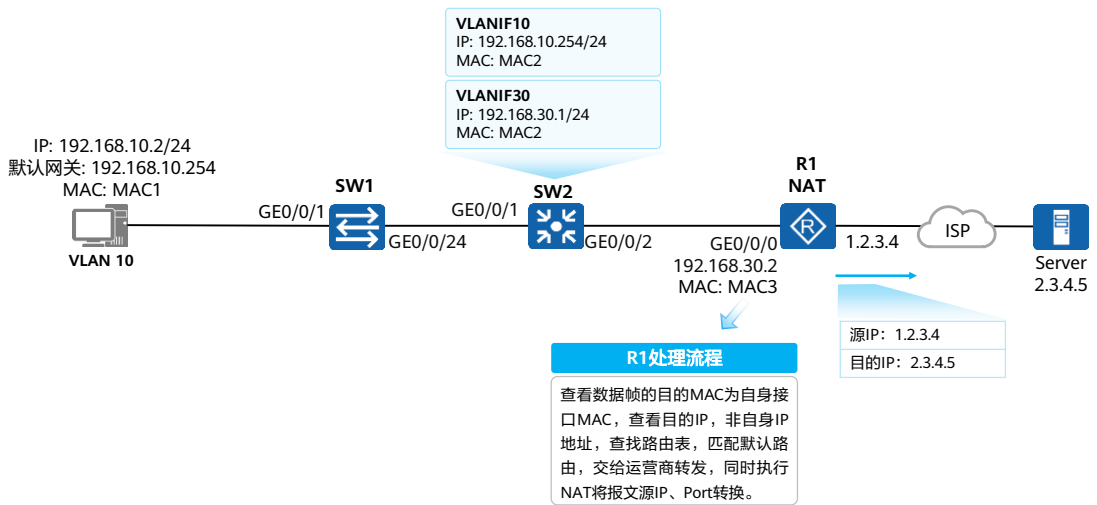 VLANIF10
IP: 192.168.10.254/24
MAC: MAC2
VLANIF30
IP: 192.168.30.1/24
MAC: MAC2
IP: 192.168.10.2/24
默认网关: 192.168.10.254
MAC: MAC1
VLAN 10
SW1
GE0/0/1
GE0/0/24
SW2
GE0/0/1
GE0/0/2
R1
NAT
R
GE0/0/0
192.168.30.2
MAC: MAC3
1.2.3.4
ISP
Server
2.3.4.5
源IP：1.2.3.4
目的IP：2.3.4.5
R1处理流程
查看数据帧的目的MAC为自身接
口MAC，查看目的IP，非自身IP
地址，查找路由表，匹配默认路
由，交给运营商转发，同时执行
NAT将报文源IP、Port转换。